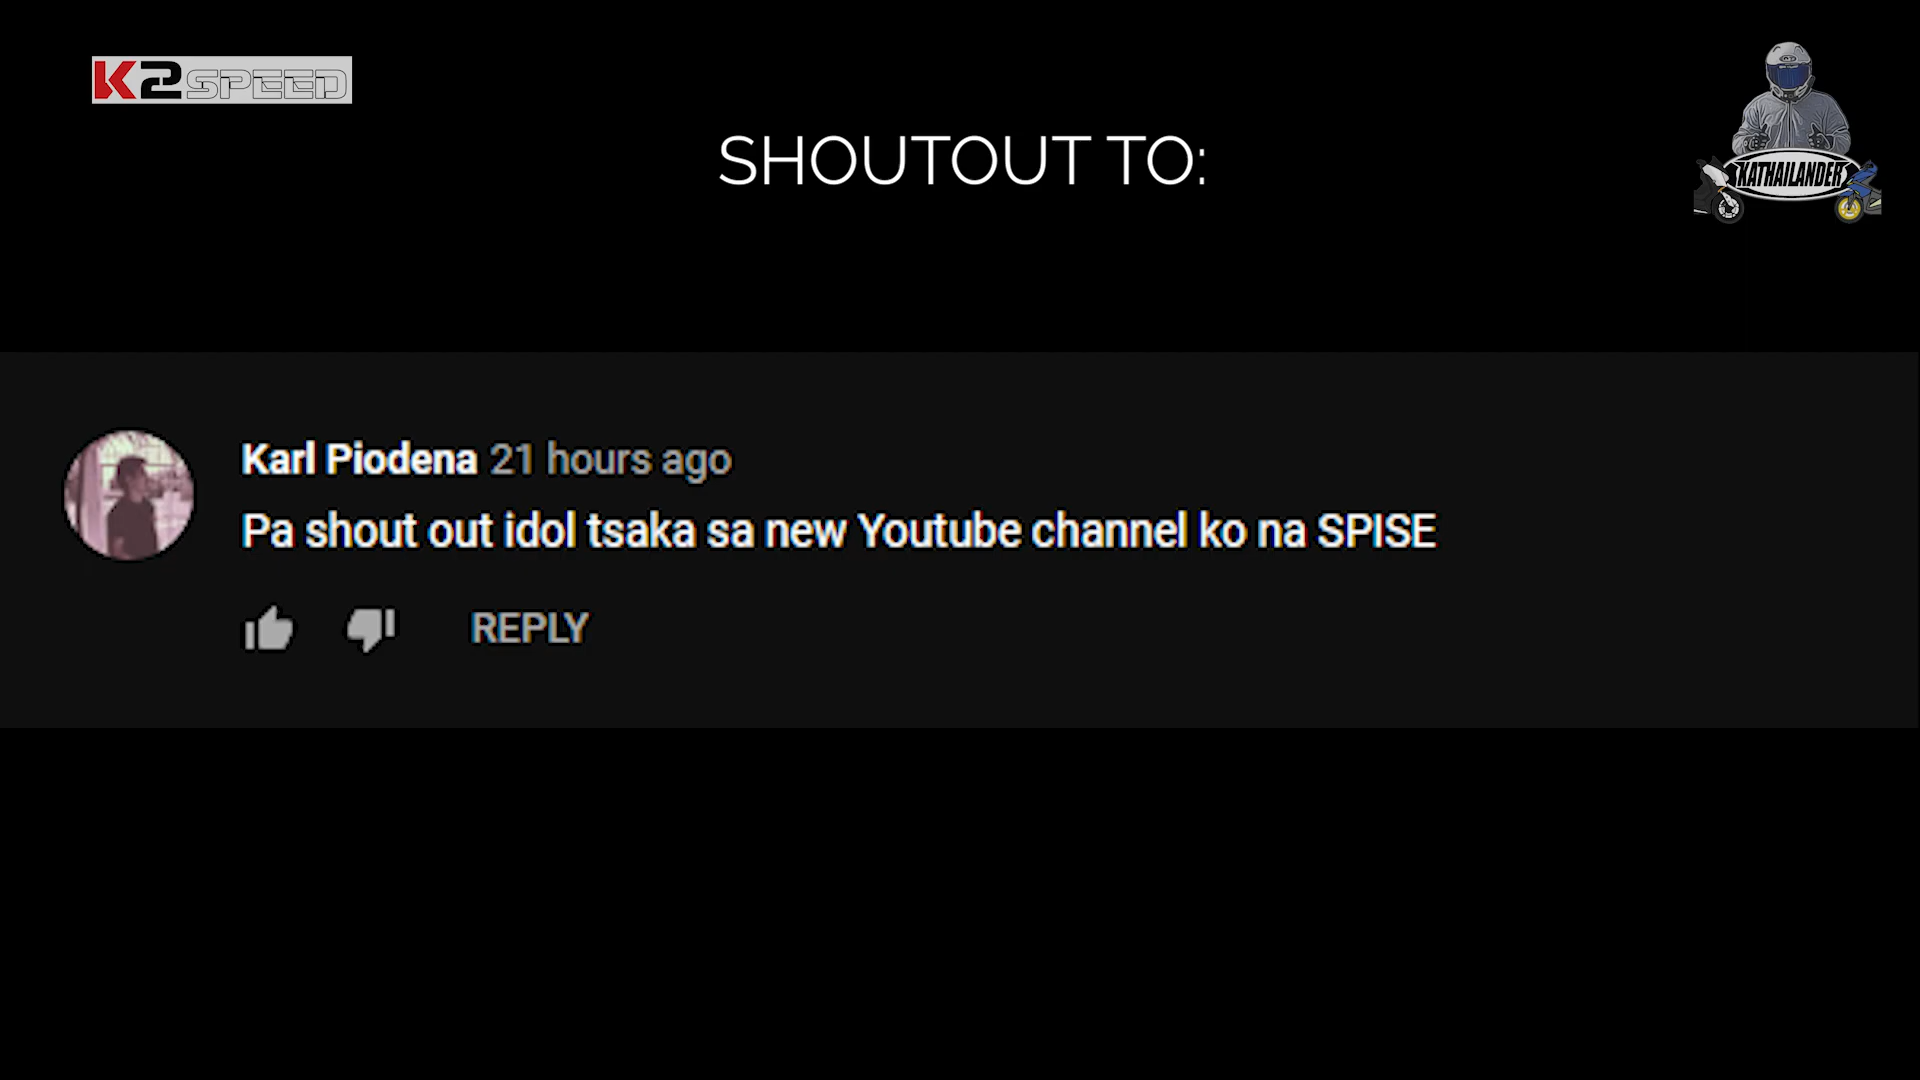 K2SPEED
KATHAILANDER
SHOUTOUT TO:
Karl Piodena 21 hours ago
Pa shout out idol tsaka sa new Youtube channel ko na SPISE
REPLY